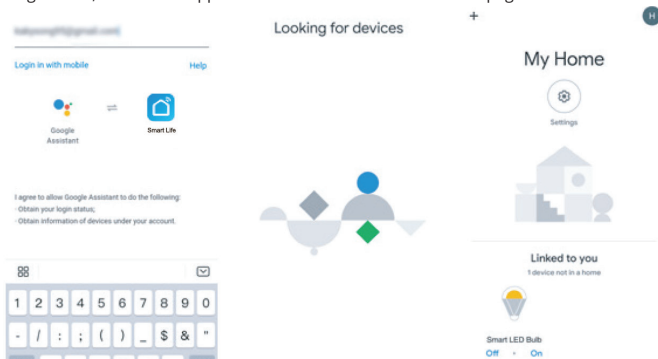 Login in with mobile Help
Google
Assistant
Smart Life
I agree to allow Google Assistant to do the following:
· Obtain your login status;
· Obtain information of devices under your account.
1 2 3 4 5 6 7 8 9 0
- / : ; ( ) _ $ & "
Looking for devices
+ H
My Home
Settings
Linked to you
1 device not in a home
Smart LED Bulb
Off · On